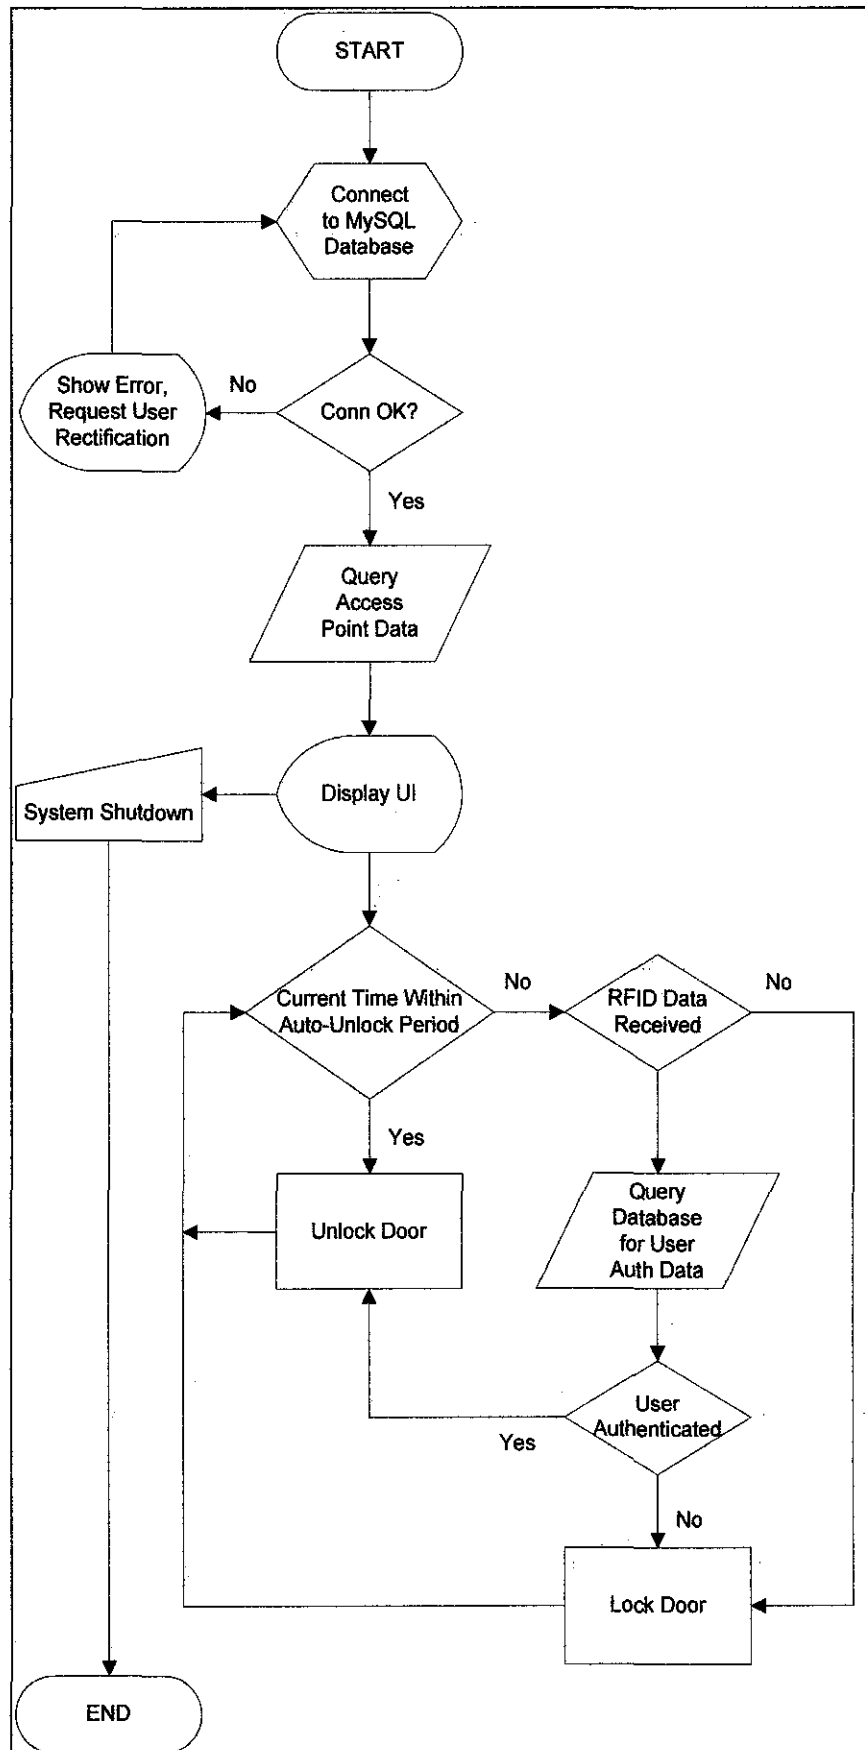 START
Connect
to MySQL
Database
Show Error,
Request User
Rectification
No
Conn OK?
Yes
Query
Access
Point Data
System Shutdown
Display UI
Current Time Within
Auto-Unlock Period
No
RFID Data
Received
No
Yes
Unlock Door
Query
Database
for User
Auth Data
User
Authenticated
Yes
No
Lock Door
END